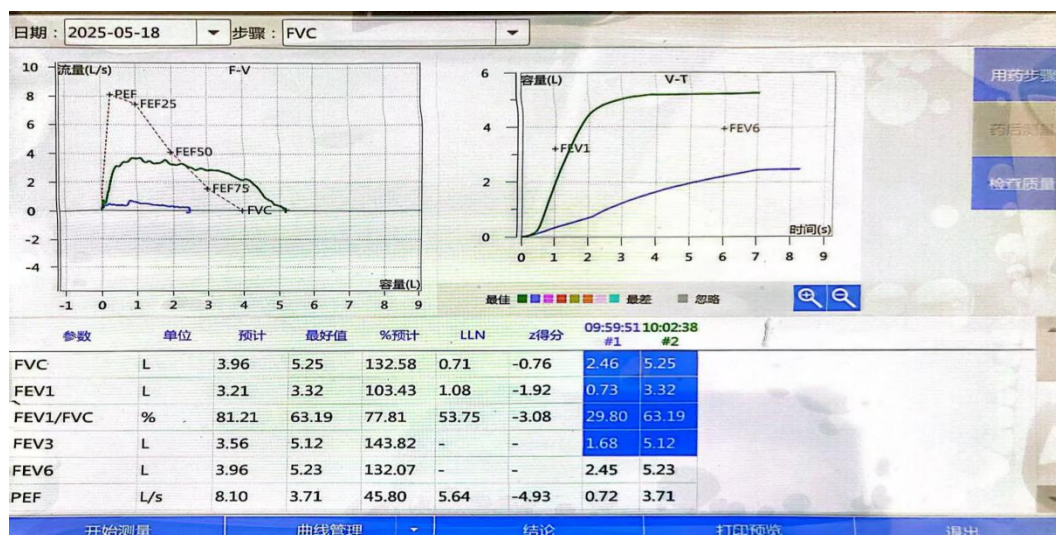 日期： 2025-05-18 步骤： FVC
流量(L/s) F-V
10
8
6
4
2
0
-2
-4
PEF
FEF25
FEF50
FEF75
FVC
容量(L)
-1 0 1 2 3 4 5 6 7 8 9
容量(L) V-T
6
4
2
0
FEV1
FEV6
时间(s)
0 1 2 3 4 5 6 7 8 9
最佳 最差 忽略
用药步骤
药后测量
检查质量
参数 单位 预计 最好值 %预计 LLN z得分 09:59:51 #1 10:02:38 #2
FVC L 3.96 5.25 132.58 0.71 -0.76 2.46 5.25
FEV1 L 3.21 3.32 103.43 1.08 -1.92 0.73 3.32
FEV1/FVC % 81.21 63.19 77.81 53.75 -3.08 29.80 63.19
FEV3 L 3.56 5.12 143.82 - - 1.68 5.12
FEV6 L 3.96 5.23 132.07 - - 2.45 5.23
PEF L/s 8.10 3.71 45.80 5.64 -4.93 0.72 3.71
开始测量 曲线管理 结论 打印预览 退出